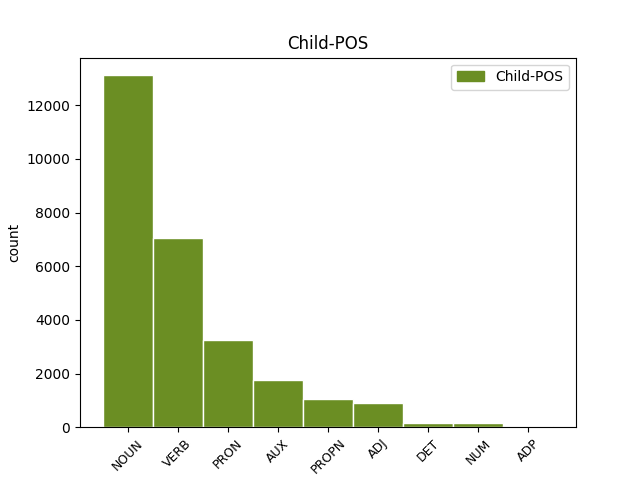 Child-POS
Child-POS
count
12000
10000
8000
6000
4000
2000
0
NOUN
VERB
PRON
AUX
PROPN
ADJ
DET
NUM
ADP